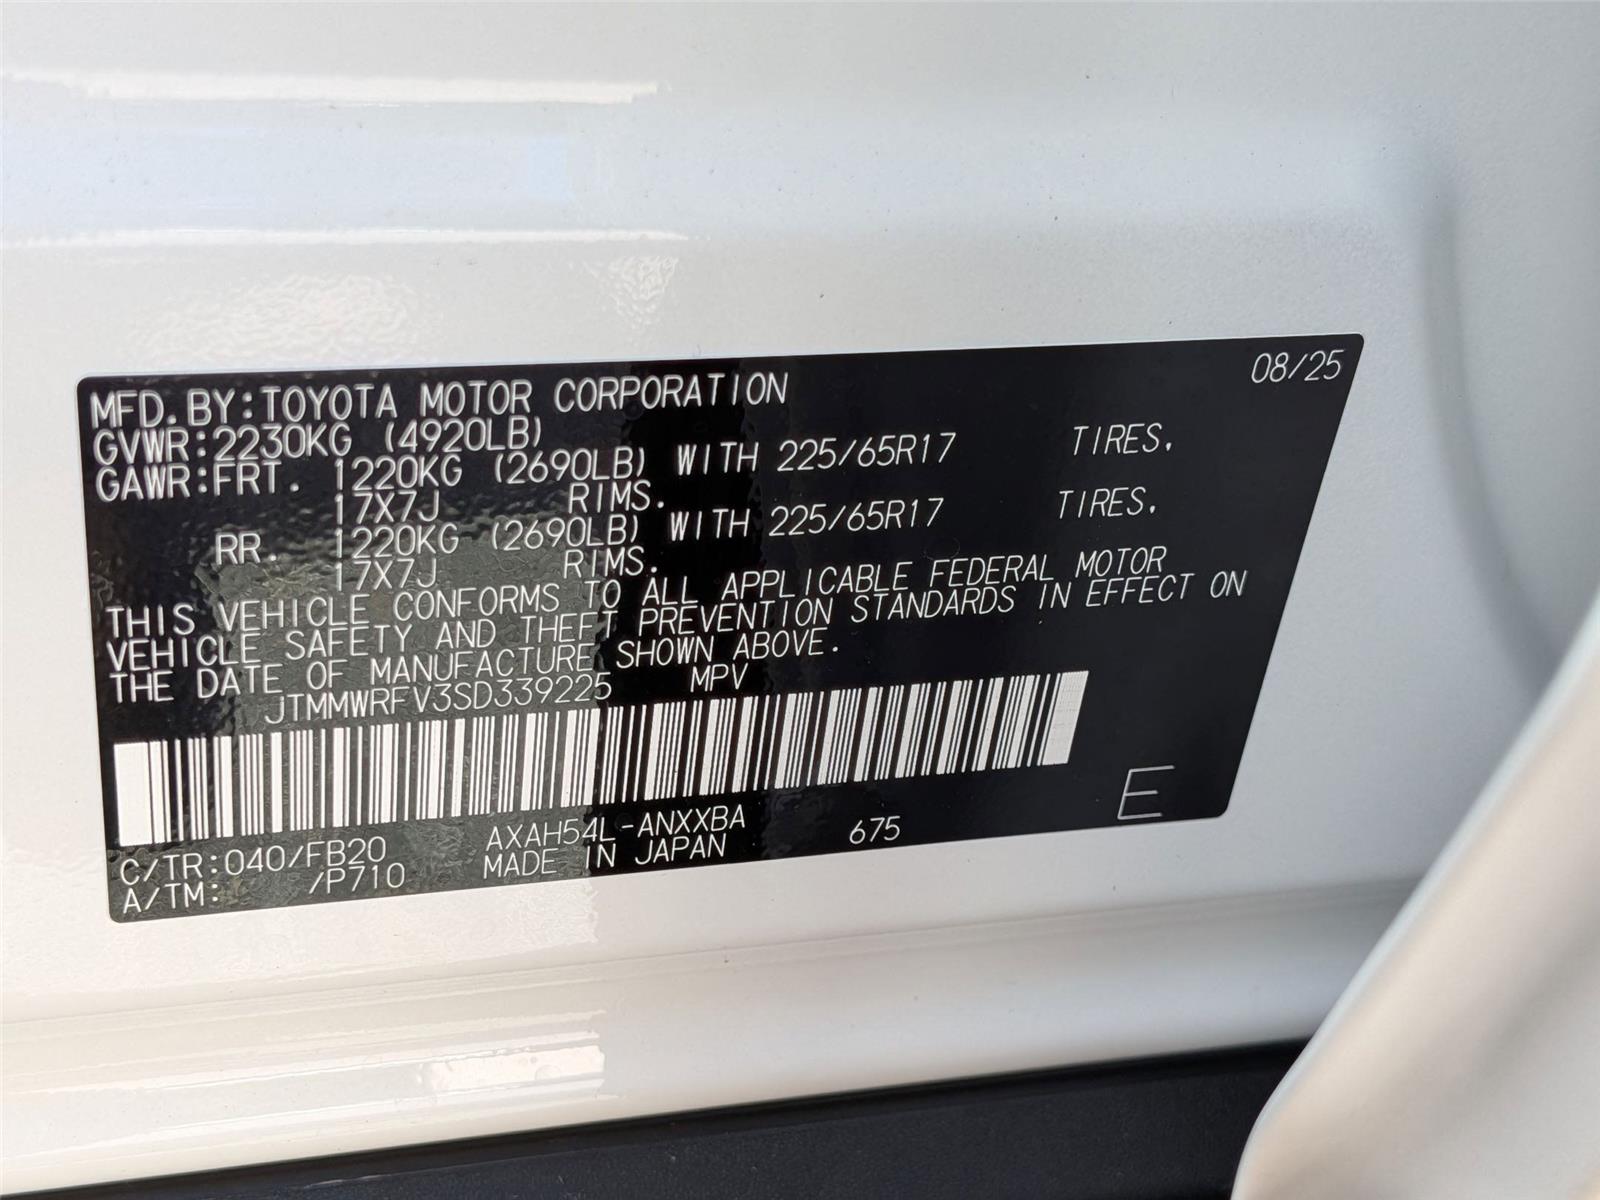 08/25
MFD.BY:TOYOTA MOTOR CORPORATION
GVWR:2230KG (4920LB)
GAWR:FRT. 1220KG (2690LB) WITH 225/65R17 TIRES.
17X7J RIMS.
RR. 1220KG (2690LB) WITH 225/65R17 TIRES.
17X7J RIMS.
THIS VEHICLE CONFORMS TO ALL APPLICABLE FEDERAL MOTOR
VEHICLE SAFETY AND THEFT PREVENTION STANDARDS IN EFFECT ON
THE DATE OF MANUFACTURE SHOWN ABOVE.
JTMMWRFV3SD339225 MPV
C/TR:040/FB20 AXAH54L-ANXXBA 675 E
A/TM: /P710 MADE IN JAPAN